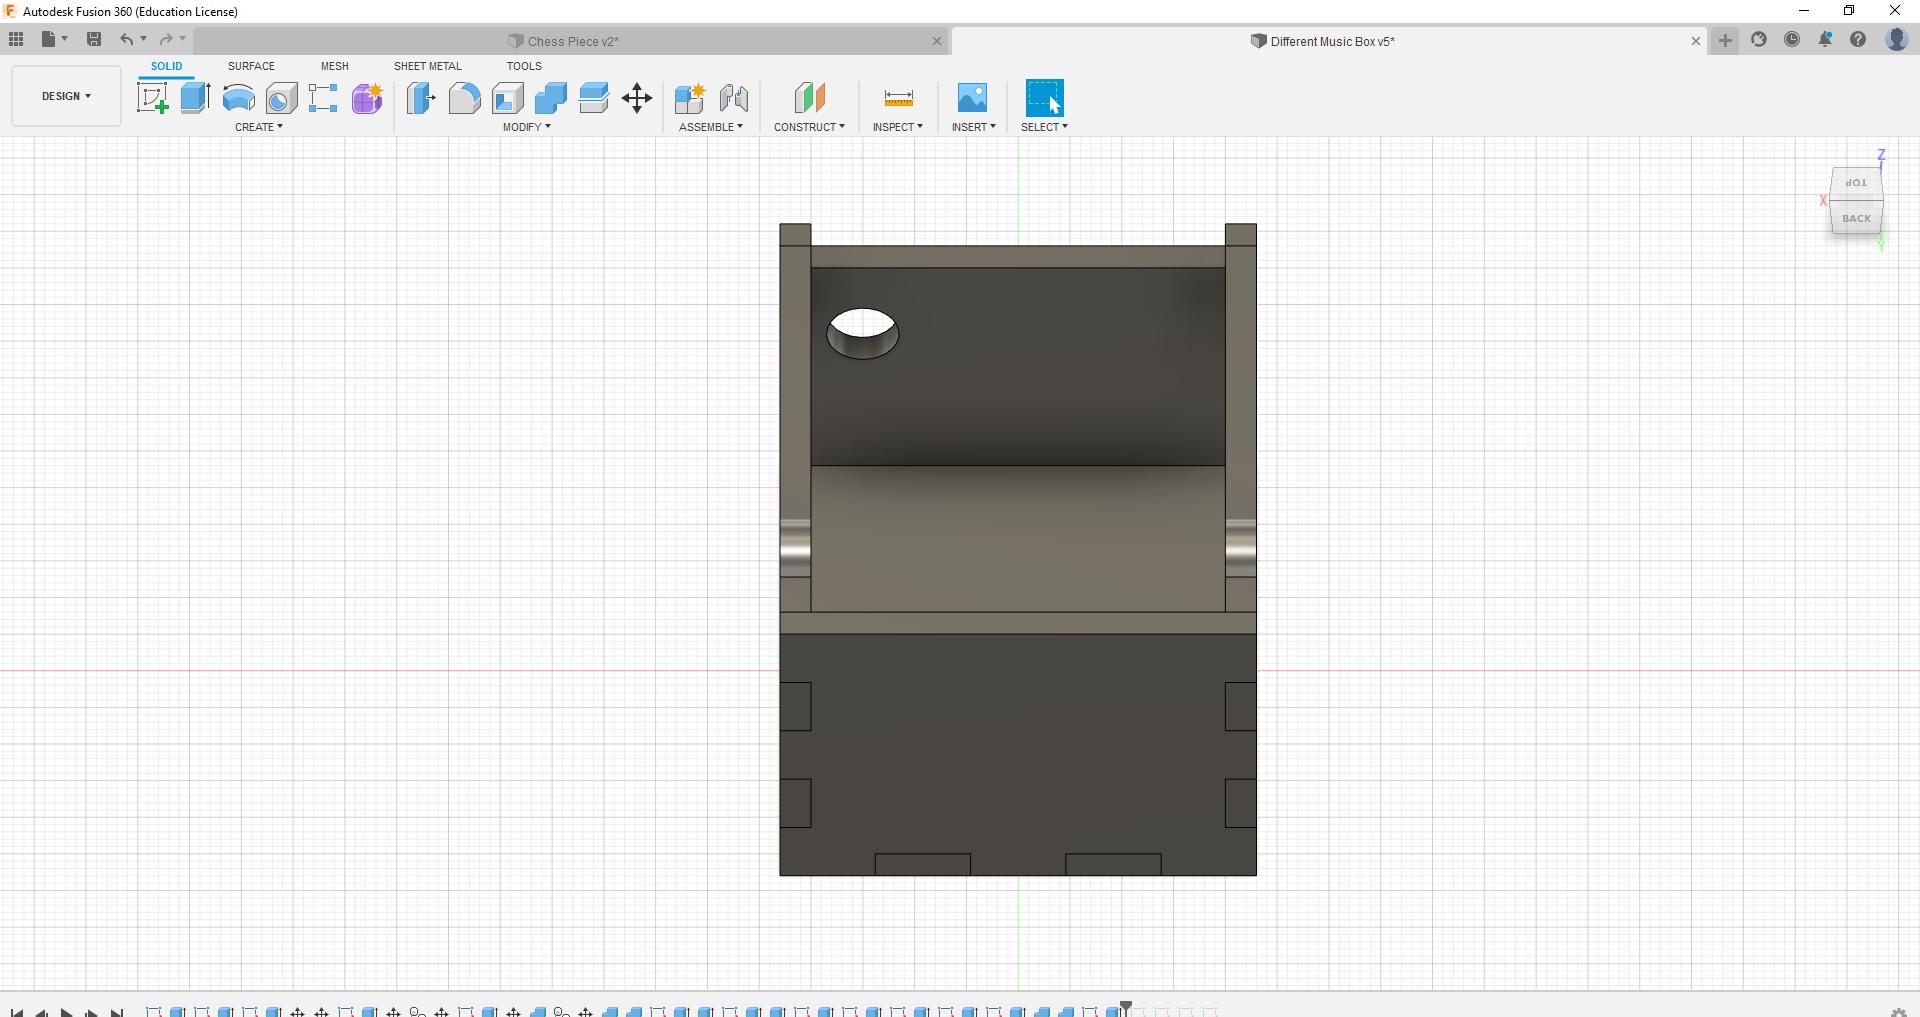 Autodesk Fusion 360 (Education License)
Chess Piece v2*
Different Music Box v5*
DESIGN
SOLID
SURFACE
MESH
SHEET METAL
TOOLS
CREATE
MODIFY
ASSEMBLE
CONSTRUCT
INSPECT
INSERT
SELECT
Z
TOP
X
BACK
Y